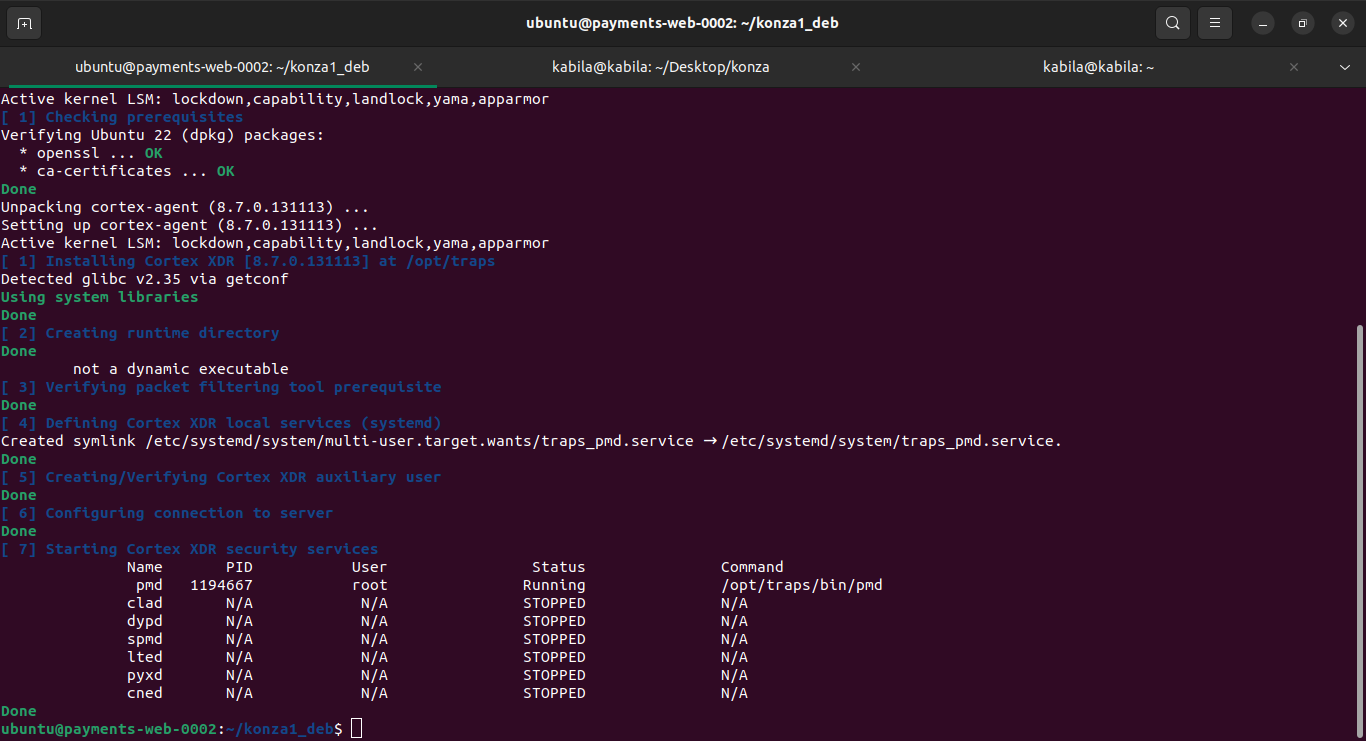 ubuntu@payments-web-0002: ~/konza1_deb
ubuntu@payments-web-0002: ~/konza1_deb
kabila@kabila: ~/Desktop/konza
kabila@kabila: ~
Active kernel LSM: lockdown,capability,landlock,yama,apparmor
[ 1] Checking prerequisites
Verifying Ubuntu 22 (dpkg) packages:
  * openssl ... OK
  * ca-certificates ... OK
Done
Unpacking cortex-agent (8.7.0.131113) ...
Setting up cortex-agent (8.7.0.131113) ...
Active kernel LSM: lockdown,capability,landlock,yama,apparmor
[ 1] Installing Cortex XDR [8.7.0.131113] at /opt/traps
Detected glibc v2.35 via getconf
Using system libraries
Done
[ 2] Creating runtime directory
Done
        not a dynamic executable
[ 3] Verifying packet filtering tool prerequisite
Done
[ 4] Defining Cortex XDR local services (systemd)
Created symlink /etc/systemd/system/multi-user.target.wants/traps_pmd.service → /etc/systemd/system/traps_pmd.service.
Done
[ 5] Creating/Verifying Cortex XDR auxiliary user
Done
[ 6] Configuring connection to server
Done
[ 7] Starting Cortex XDR security services
              Name       PID           User                Status               Command
               pmd   1194667           root               Running               /opt/traps/bin/pmd
              clad       N/A            N/A               STOPPED               N/A
              dypd       N/A            N/A               STOPPED               N/A
              spmd       N/A            N/A               STOPPED               N/A
              lted       N/A            N/A               STOPPED               N/A
              pyxd       N/A            N/A               STOPPED               N/A
              cned       N/A            N/A               STOPPED               N/A
Done
ubuntu@payments-web-0002:~/konza1_deb$